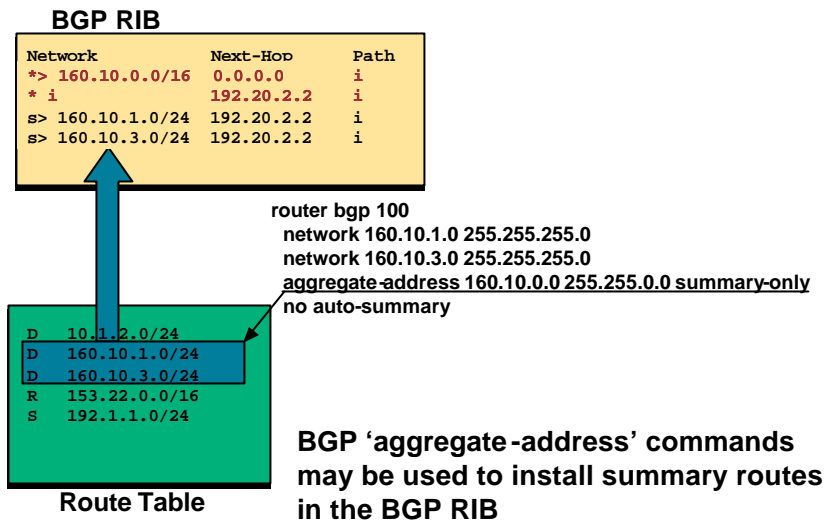 BGP RIB
Network Next-Hop Path
*> 160.10.0.0/16 0.0.0.0 i
* i 192.20.2.2 i
s> 160.10.1.0/24 192.20.2.2 i
s> 160.10.3.0/24 192.20.2.2 i
router bgp 100
network 160.10.1.0 255.255.255.0
network 160.10.3.0 255.255.255.0
aggregate-address 160.10.0.0 255.255.0.0 summary-only
no auto-summary
D 10.1.2.0/24
D 160.10.1.0/24
D 160.10.3.0/24
R 153.22.0.0/16
S 192.1.1.0/24
Route Table
BGP ‘aggregate-address’ commands
may be used to install summary routes
in the BGP RIB